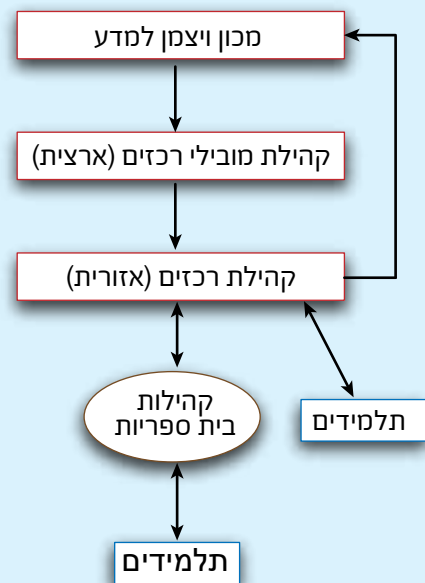 מכון ויצמן למדע
קהילת מובילי רכזים (ארצית)
קהילת רכזים (אזורית)
קהילות
בית ספריות
תלמידים
תלמידים